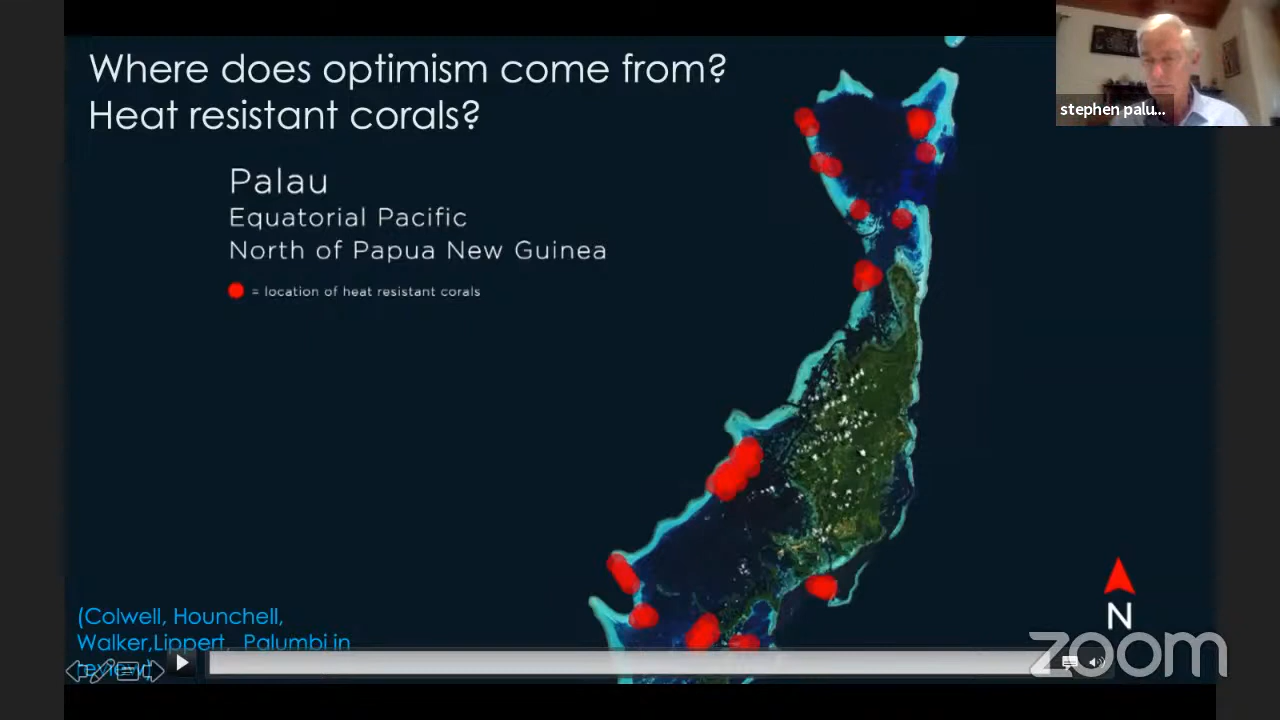 Where does optimism come from?
Heat resistant corals?
stephen palu...
Palau
Equatorial Pacific
North of Papua New Guinea
= location of heat resistant corals
N
(Colwell, Hounchell,
Walker,Lippert, Palumbi in
review)
zoom